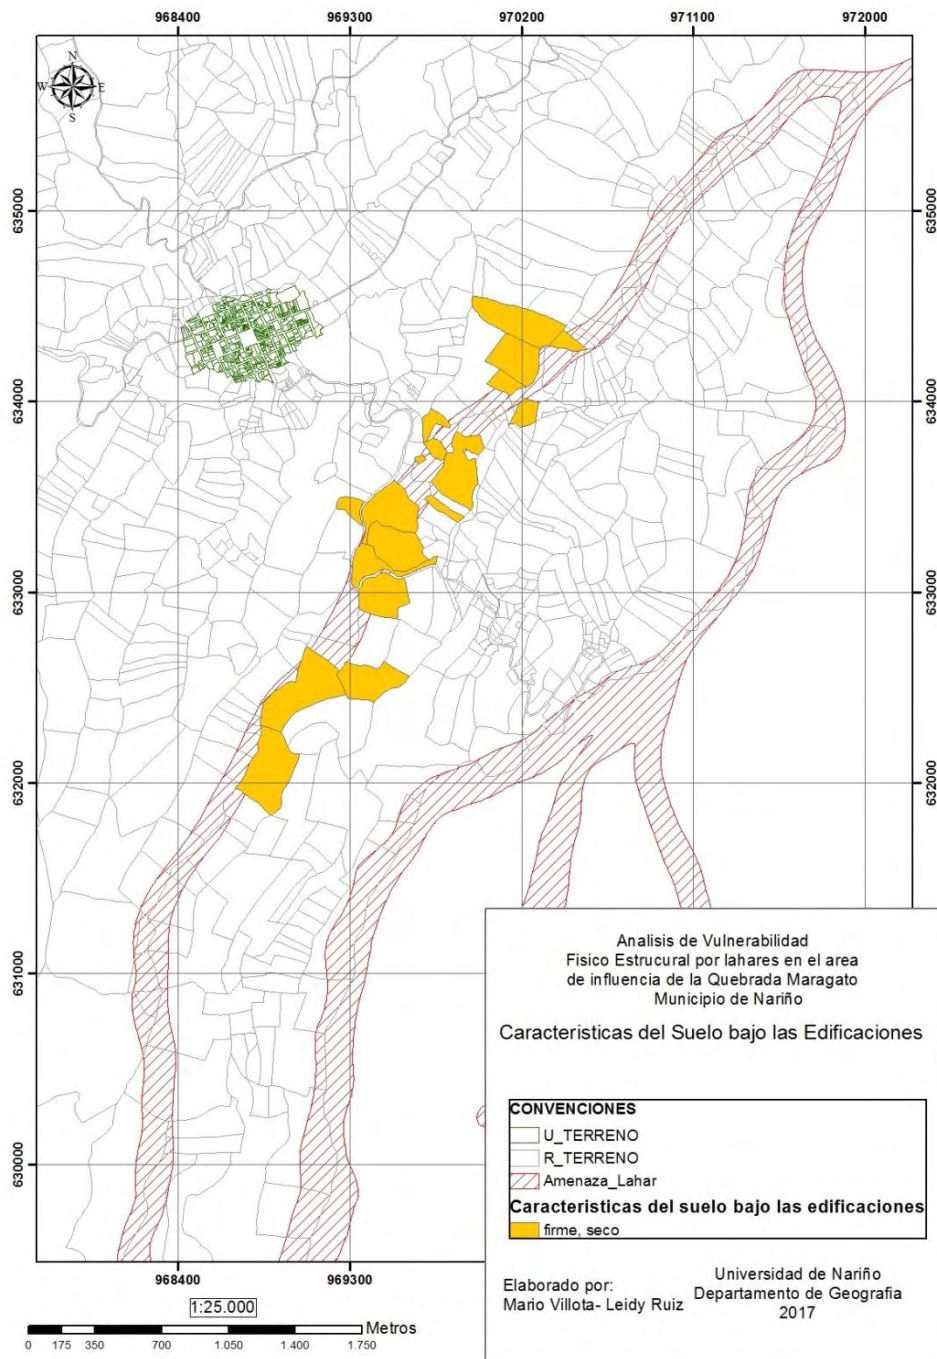 968400 969300 970200 971100 972000
N
W E
S
635000 635000
634000 634000
633000 633000
632000 632000
631000
630000
Analisis de Vulnerabilidad
Fisico Estrucural por lahares en el area
de influencia de la Quebrada Maragato
Municipio de Nariño
Caracteristicas del Suelo bajo las Edificaciones
CONVENCIONES
U_TERRENO
R_TERRENO
Amenaza_Lahar
Caracteristicas del suelo bajo las edificaciones
firme, seco
Elaborado por:
Mario Villota- Leidy Ruiz
Universidad de Nariño
Departamento de Geografia
2017
968400 969300
1:25.000
Metros
0 175 350 700 1.050 1.400 1.750